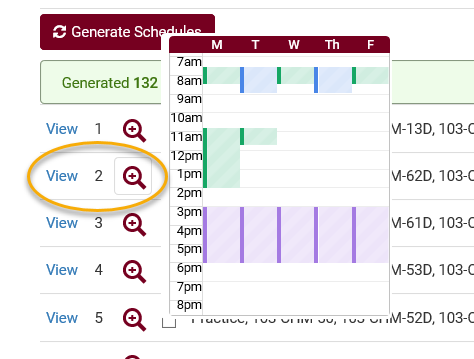 Generate Schedules
M T W Th F
Generated 132
7am
8am
9am
10am
11am
12pm
1pm
2pm
3pm
4pm
5pm
6pm
7pm
8pm
View 1 M-13D, 103-C
View 2 M-62D, 103-C
View 3 M-61D, 103-C
View 4 M-53D, 103-C
View 5 Practice, 103-CHM-50, 103-CHM-52D, 103-C